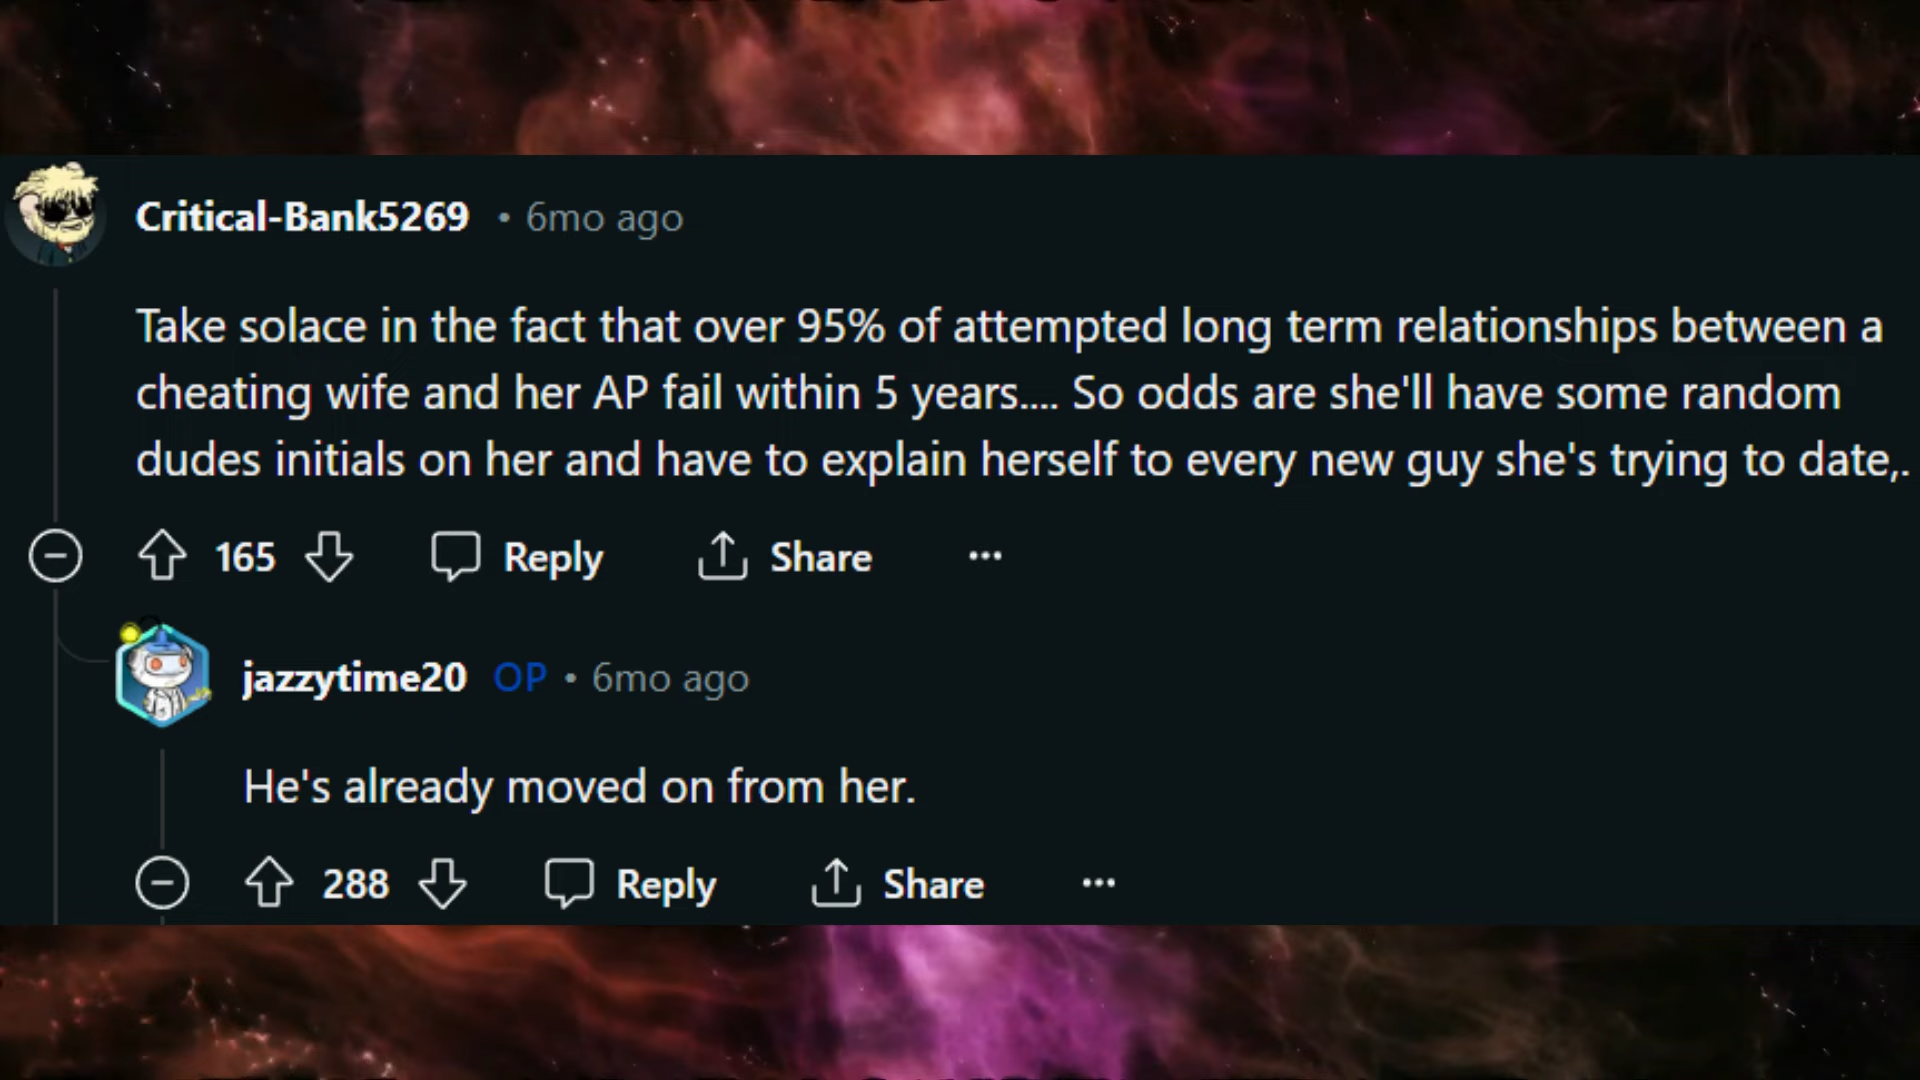 Critical-Bank5269 • 6mo ago
Take solace in the fact that over 95% of attempted long term relationships between a
cheating wife and her AP fail within 5 years.... So odds are she'll have some random
dudes initials on her and have to explain herself to every new guy she's trying to date,.
165 Reply Share ...
jazzytime20 OP • 6mo ago
He's already moved on from her.
288 Reply Share ...